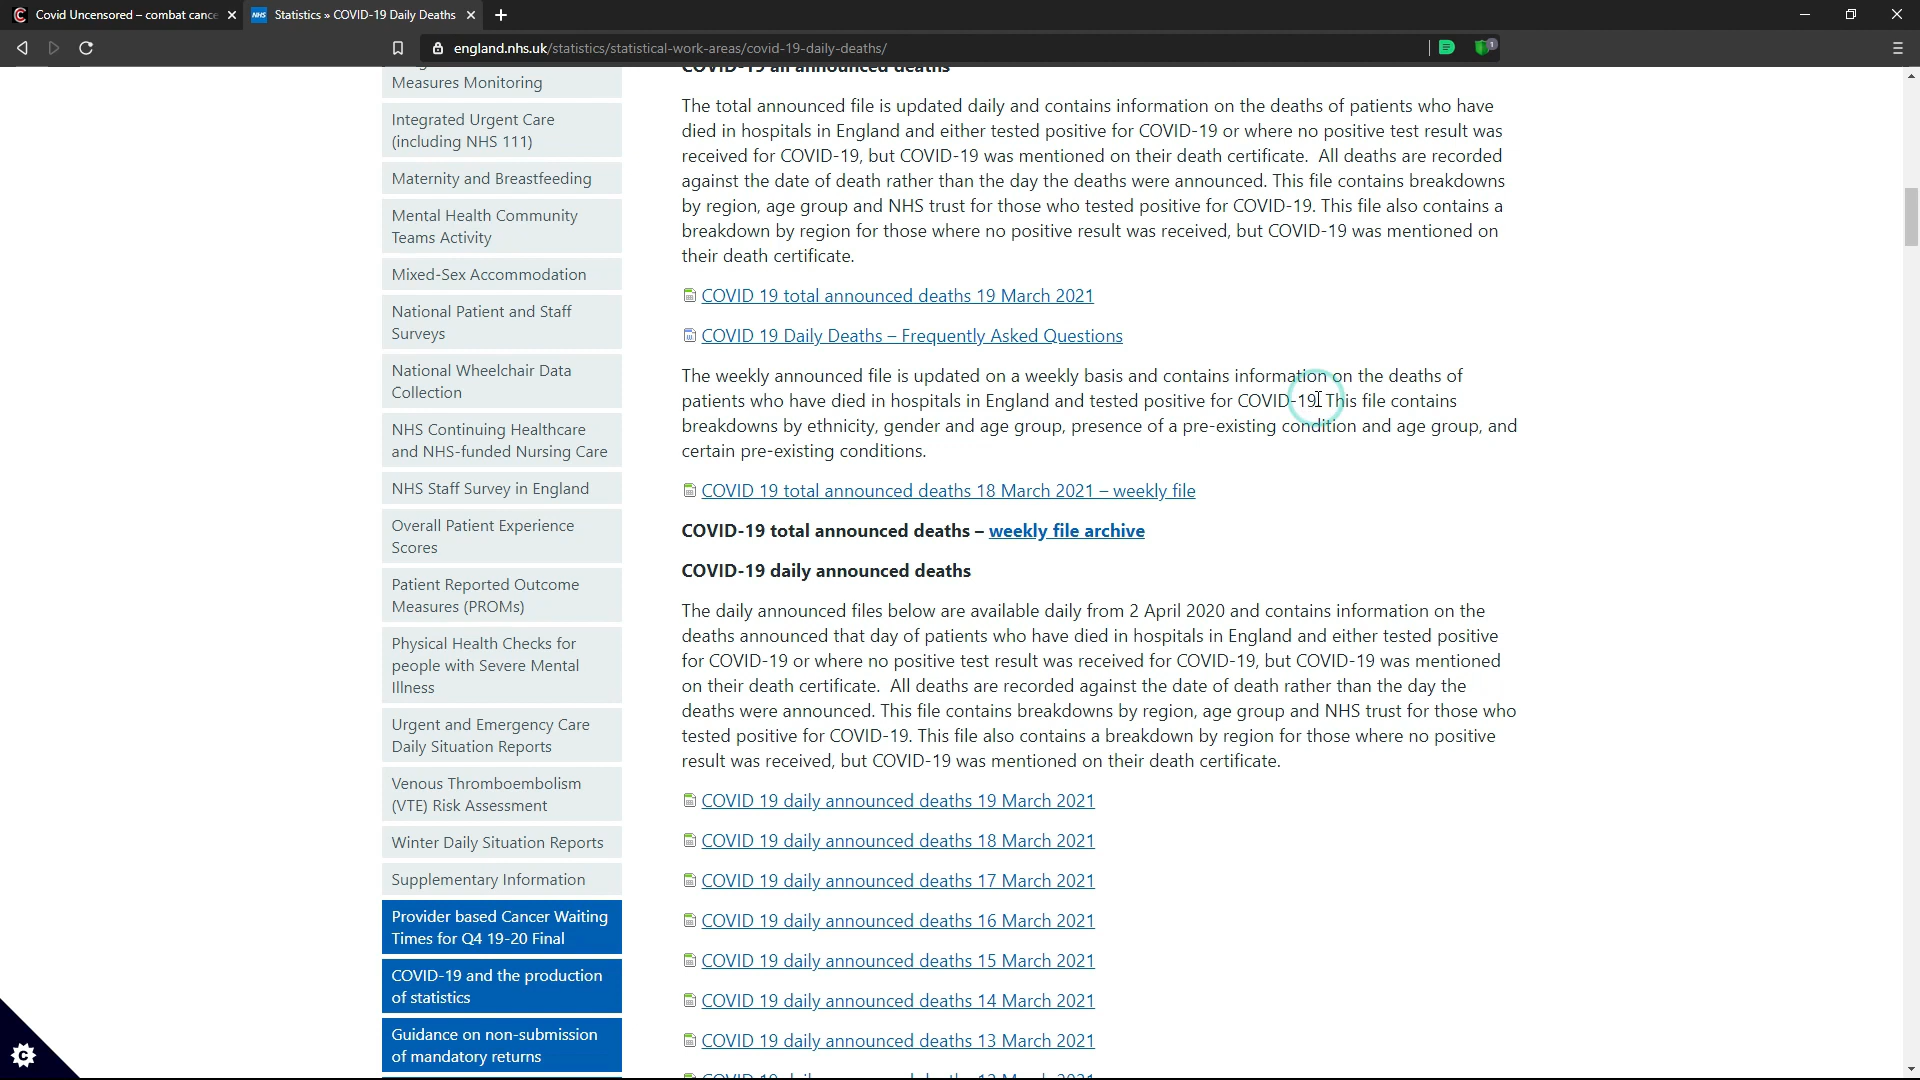 Covid Uncensored – combat cance
Statistics » COVID-19 Daily Deaths
england.nhs.uk/statistics/statistical-work-areas/covid-19-daily-deaths/
1
Measures Monitoring
Integrated Urgent Care
(including NHS 111)
Maternity and Breastfeeding
Mental Health Community
Teams Activity
Mixed-Sex Accommodation
National Patient and Staff
Surveys
National Wheelchair Data
Collection
NHS Continuing Healthcare
and NHS-funded Nursing Care
NHS Staff Survey in England
Overall Patient Experience
Scores
Patient Reported Outcome
Measures (PROMs)
Physical Health Checks for
people with Severe Mental
Illness
Urgent and Emergency Care
Daily Situation Reports
Venous Thromboembolism
(VTE) Risk Assessment
Winter Daily Situation Reports
Supplementary Information
Provider based Cancer Waiting
Times for Q4 19-20 Final
COVID-19 and the production
of statistics
Guidance on non-submission
of mandatory returns
COVID-19 all announced deaths
The total announced file is updated daily and contains information on the deaths of patients who have
died in hospitals in England and either tested positive for COVID-19 or where no positive test result was
received for COVID-19, but COVID-19 was mentioned on their death certificate. All deaths are recorded
against the date of death rather than the day the deaths were announced. This file contains breakdowns
by region, age group and NHS trust for those who tested positive for COVID-19. This file also contains a
breakdown by region for those where no positive result was received, but COVID-19 was mentioned on
their death certificate.
COVID 19 total announced deaths 19 March 2021
COVID 19 Daily Deaths – Frequently Asked Questions
The weekly announced file is updated on a weekly basis and contains information on the deaths of
patients who have died in hospitals in England and tested positive for COVID-19. This file contains
breakdowns by ethnicity, gender and age group, presence of a pre-existing condition and age group, and
certain pre-existing conditions.
COVID 19 total announced deaths 18 March 2021 – weekly file
COVID-19 total announced deaths – weekly file archive
COVID-19 daily announced deaths
The daily announced files below are available daily from 2 April 2020 and contains information on the
deaths announced that day of patients who have died in hospitals in England and either tested positive
for COVID-19 or where no positive test result was received for COVID-19, but COVID-19 was mentioned
on their death certificate. All deaths are recorded against the date of death rather than the day the
deaths were announced. This file contains breakdowns by region, age group and NHS trust for those who
tested positive for COVID-19. This file also contains a breakdown by region for those where no positive
result was received, but COVID-19 was mentioned on their death certificate.
COVID 19 daily announced deaths 19 March 2021
COVID 19 daily announced deaths 18 March 2021
COVID 19 daily announced deaths 17 March 2021
COVID 19 daily announced deaths 16 March 2021
COVID 19 daily announced deaths 15 March 2021
COVID 19 daily announced deaths 14 March 2021
COVID 19 daily announced deaths 13 March 2021